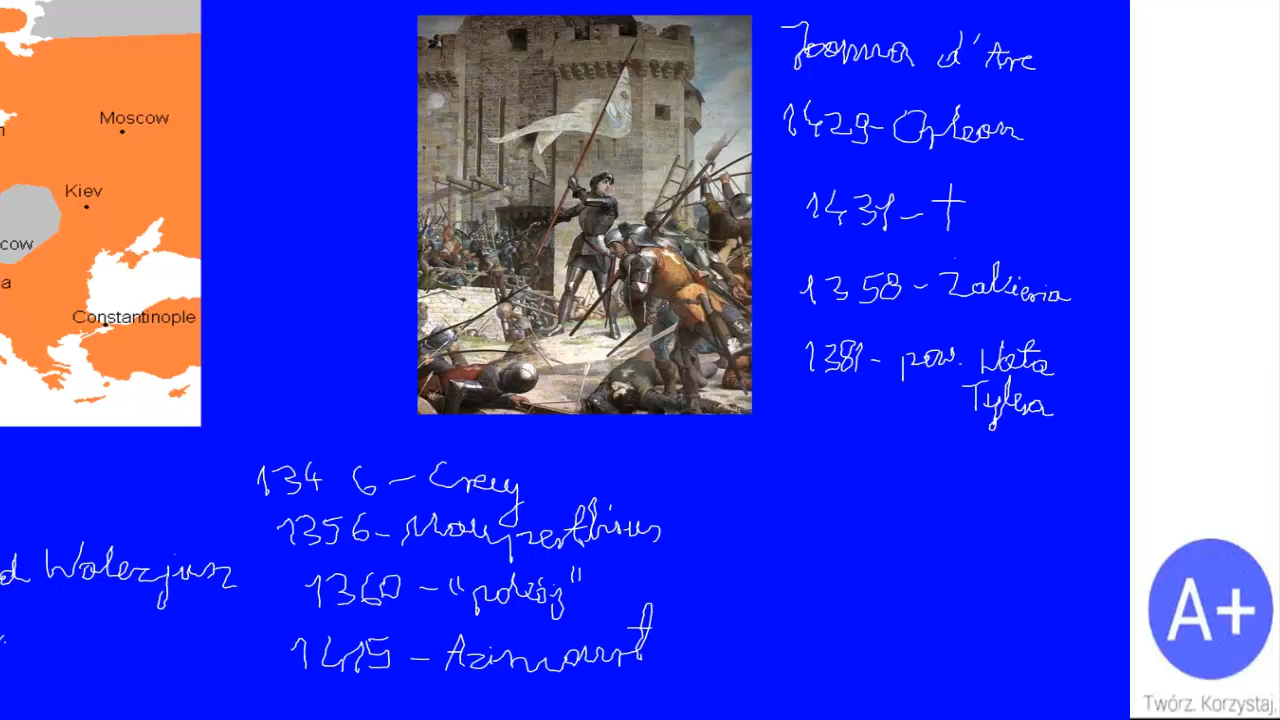 Moscow
Kiev
cow
a
Constantinople
Joanna d'Arc
1429 - Orlean
1431 - †
1358 - Żakieria
1381 - pow. Wata
Tylera
1346 - Crecy
1356 -
d Walezjusz
1360 - "pokój"
1415 - Azincourt
A+
Twórz. Korzystaj.